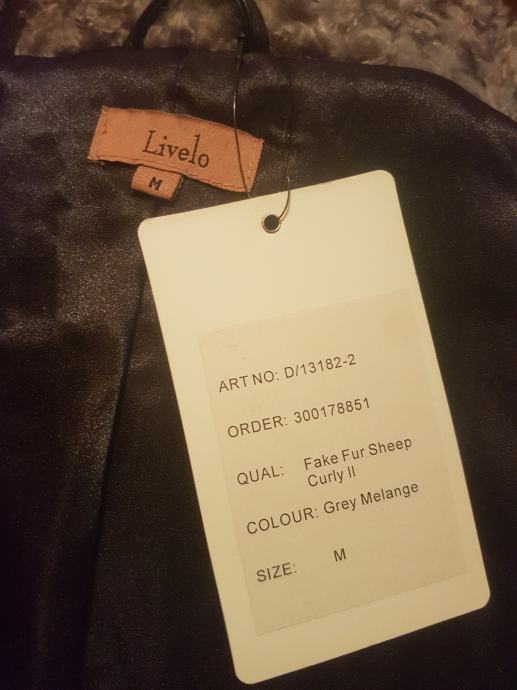 Livelo
M
ART NO: D/13182-2
ORDER: 300178851
QUAL: Fake Fur Sheep
Curly II
COLOUR: Grey Melange
SIZE: M